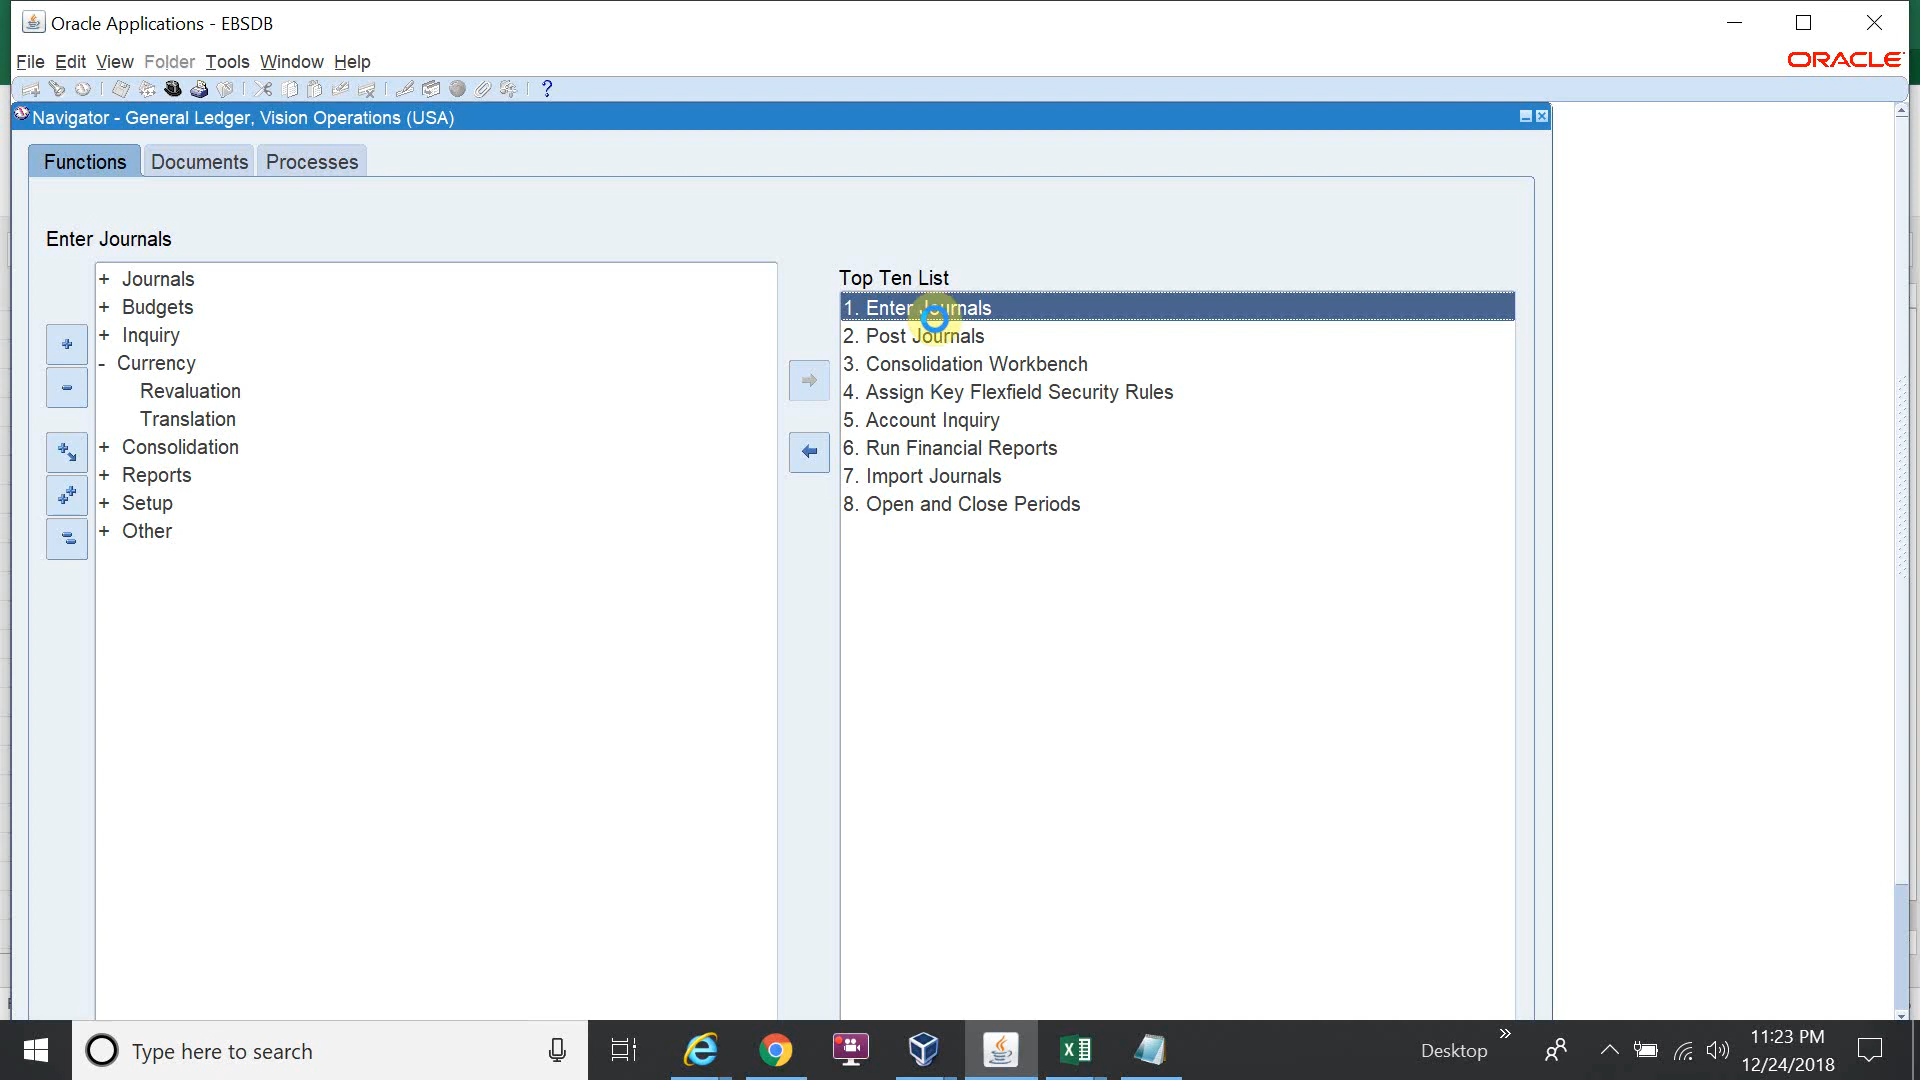 Oracle Applications - EBSDB
File Edit View Folder Tools Window Help
ORACLE
?
Navigator - General Ledger, Vision Operations (USA)
Functions Documents Processes
Enter Journals
+ Journals
+ Budgets
+ Inquiry
- Currency
Revaluation
Translation
+ Consolidation
+ Reports
+ Setup
+ Other
Top Ten List
1. Enter Journals
2. Post Journals
3. Consolidation Workbench
4. Assign Key Flexfield Security Rules
5. Account Inquiry
6. Run Financial Reports
7. Import Journals
8. Open and Close Periods
Type here to search
Desktop
11:23 PM
12/24/2018